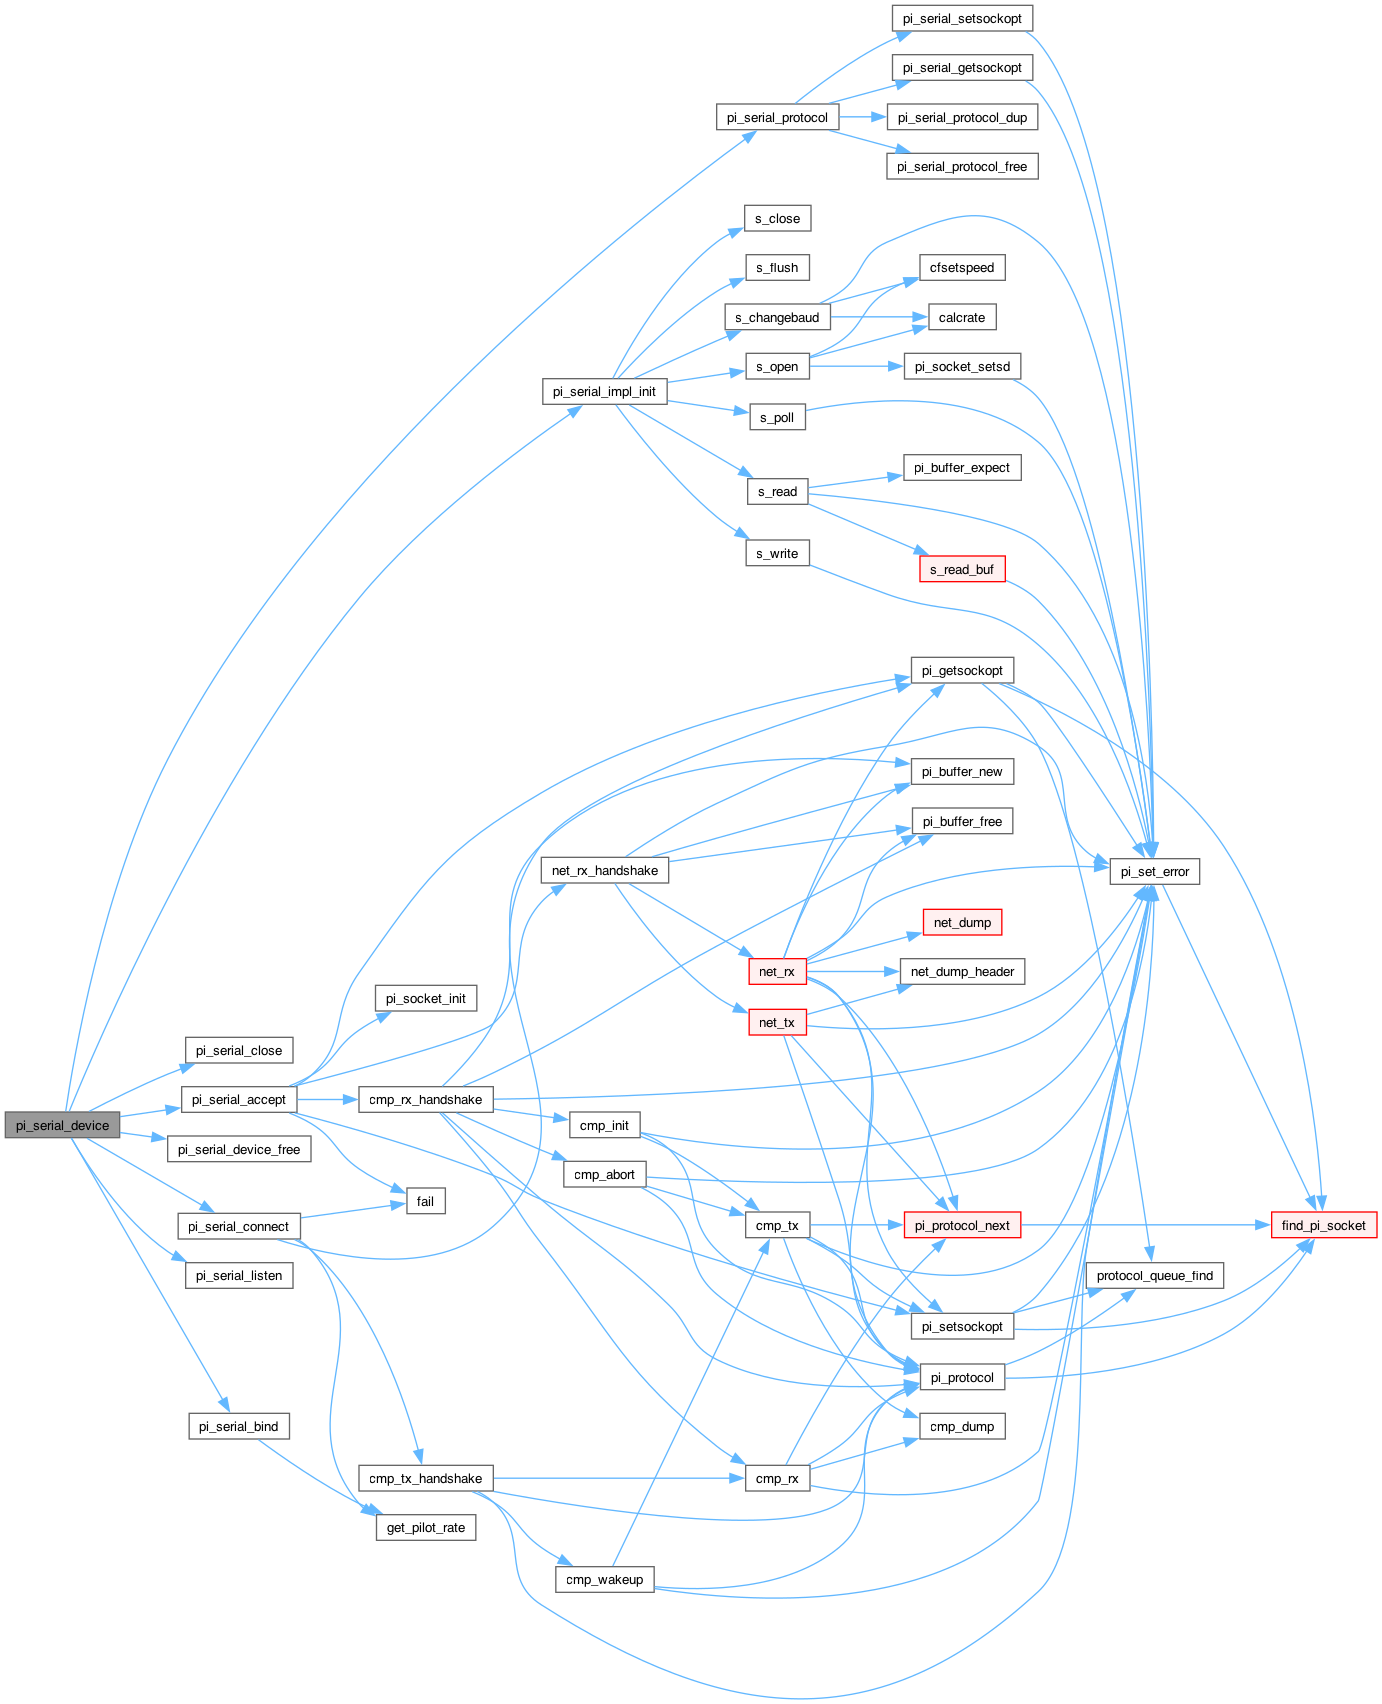 pi_serial_setsockopt
pi_serial_getsockopt
pi_serial_protocol
pi_serial_protocol_dup
pi_serial_protocol_free
s_close
s_flush
cfsetspeed
s_changebaud
calcrate
s_open
pi_socket_setsd
pi_serial_impl_init
s_poll
pi_buffer_expect
s_read
s_write
s_read_buf
pi_getsockopt
pi_buffer_new
pi_buffer_free
net_rx_handshake
pi_set_error
net_dump
net_rx
net_dump_header
pi_socket_init
net_tx
pi_serial_close
pi_serial_accept
cmp_rx_handshake
pi_serial_device
cmp_init
pi_serial_device_free
cmp_abort
fail
pi_serial_connect
cmp_tx
pi_protocol_next
find_pi_socket
pi_serial_listen
protocol_queue_find
pi_setsockopt
pi_protocol
pi_serial_bind
cmp_dump
cmp_tx_handshake
cmp_rx
get_pilot_rate
cmp_wakeup